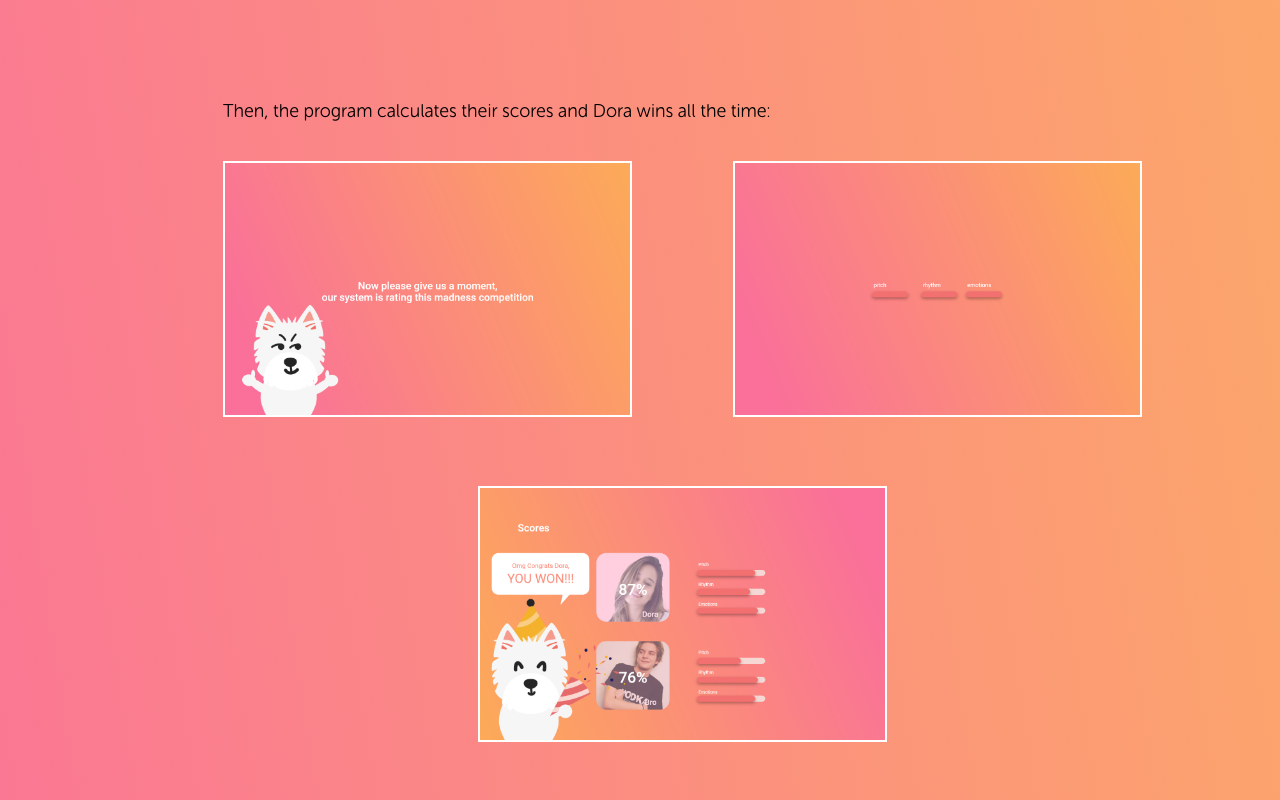 Then, the program calculates their scores and Dora wins all the time:
Now please give us a moment,
our system is rating this madness competition
pitch
rhythm
emotions
Scores
Omg Congrats Dora,
YOU WON!!!
87%
Dora
Pitch
Rhythm
Emotions
76%
Bro
Pitch
Rhythm
Emotions